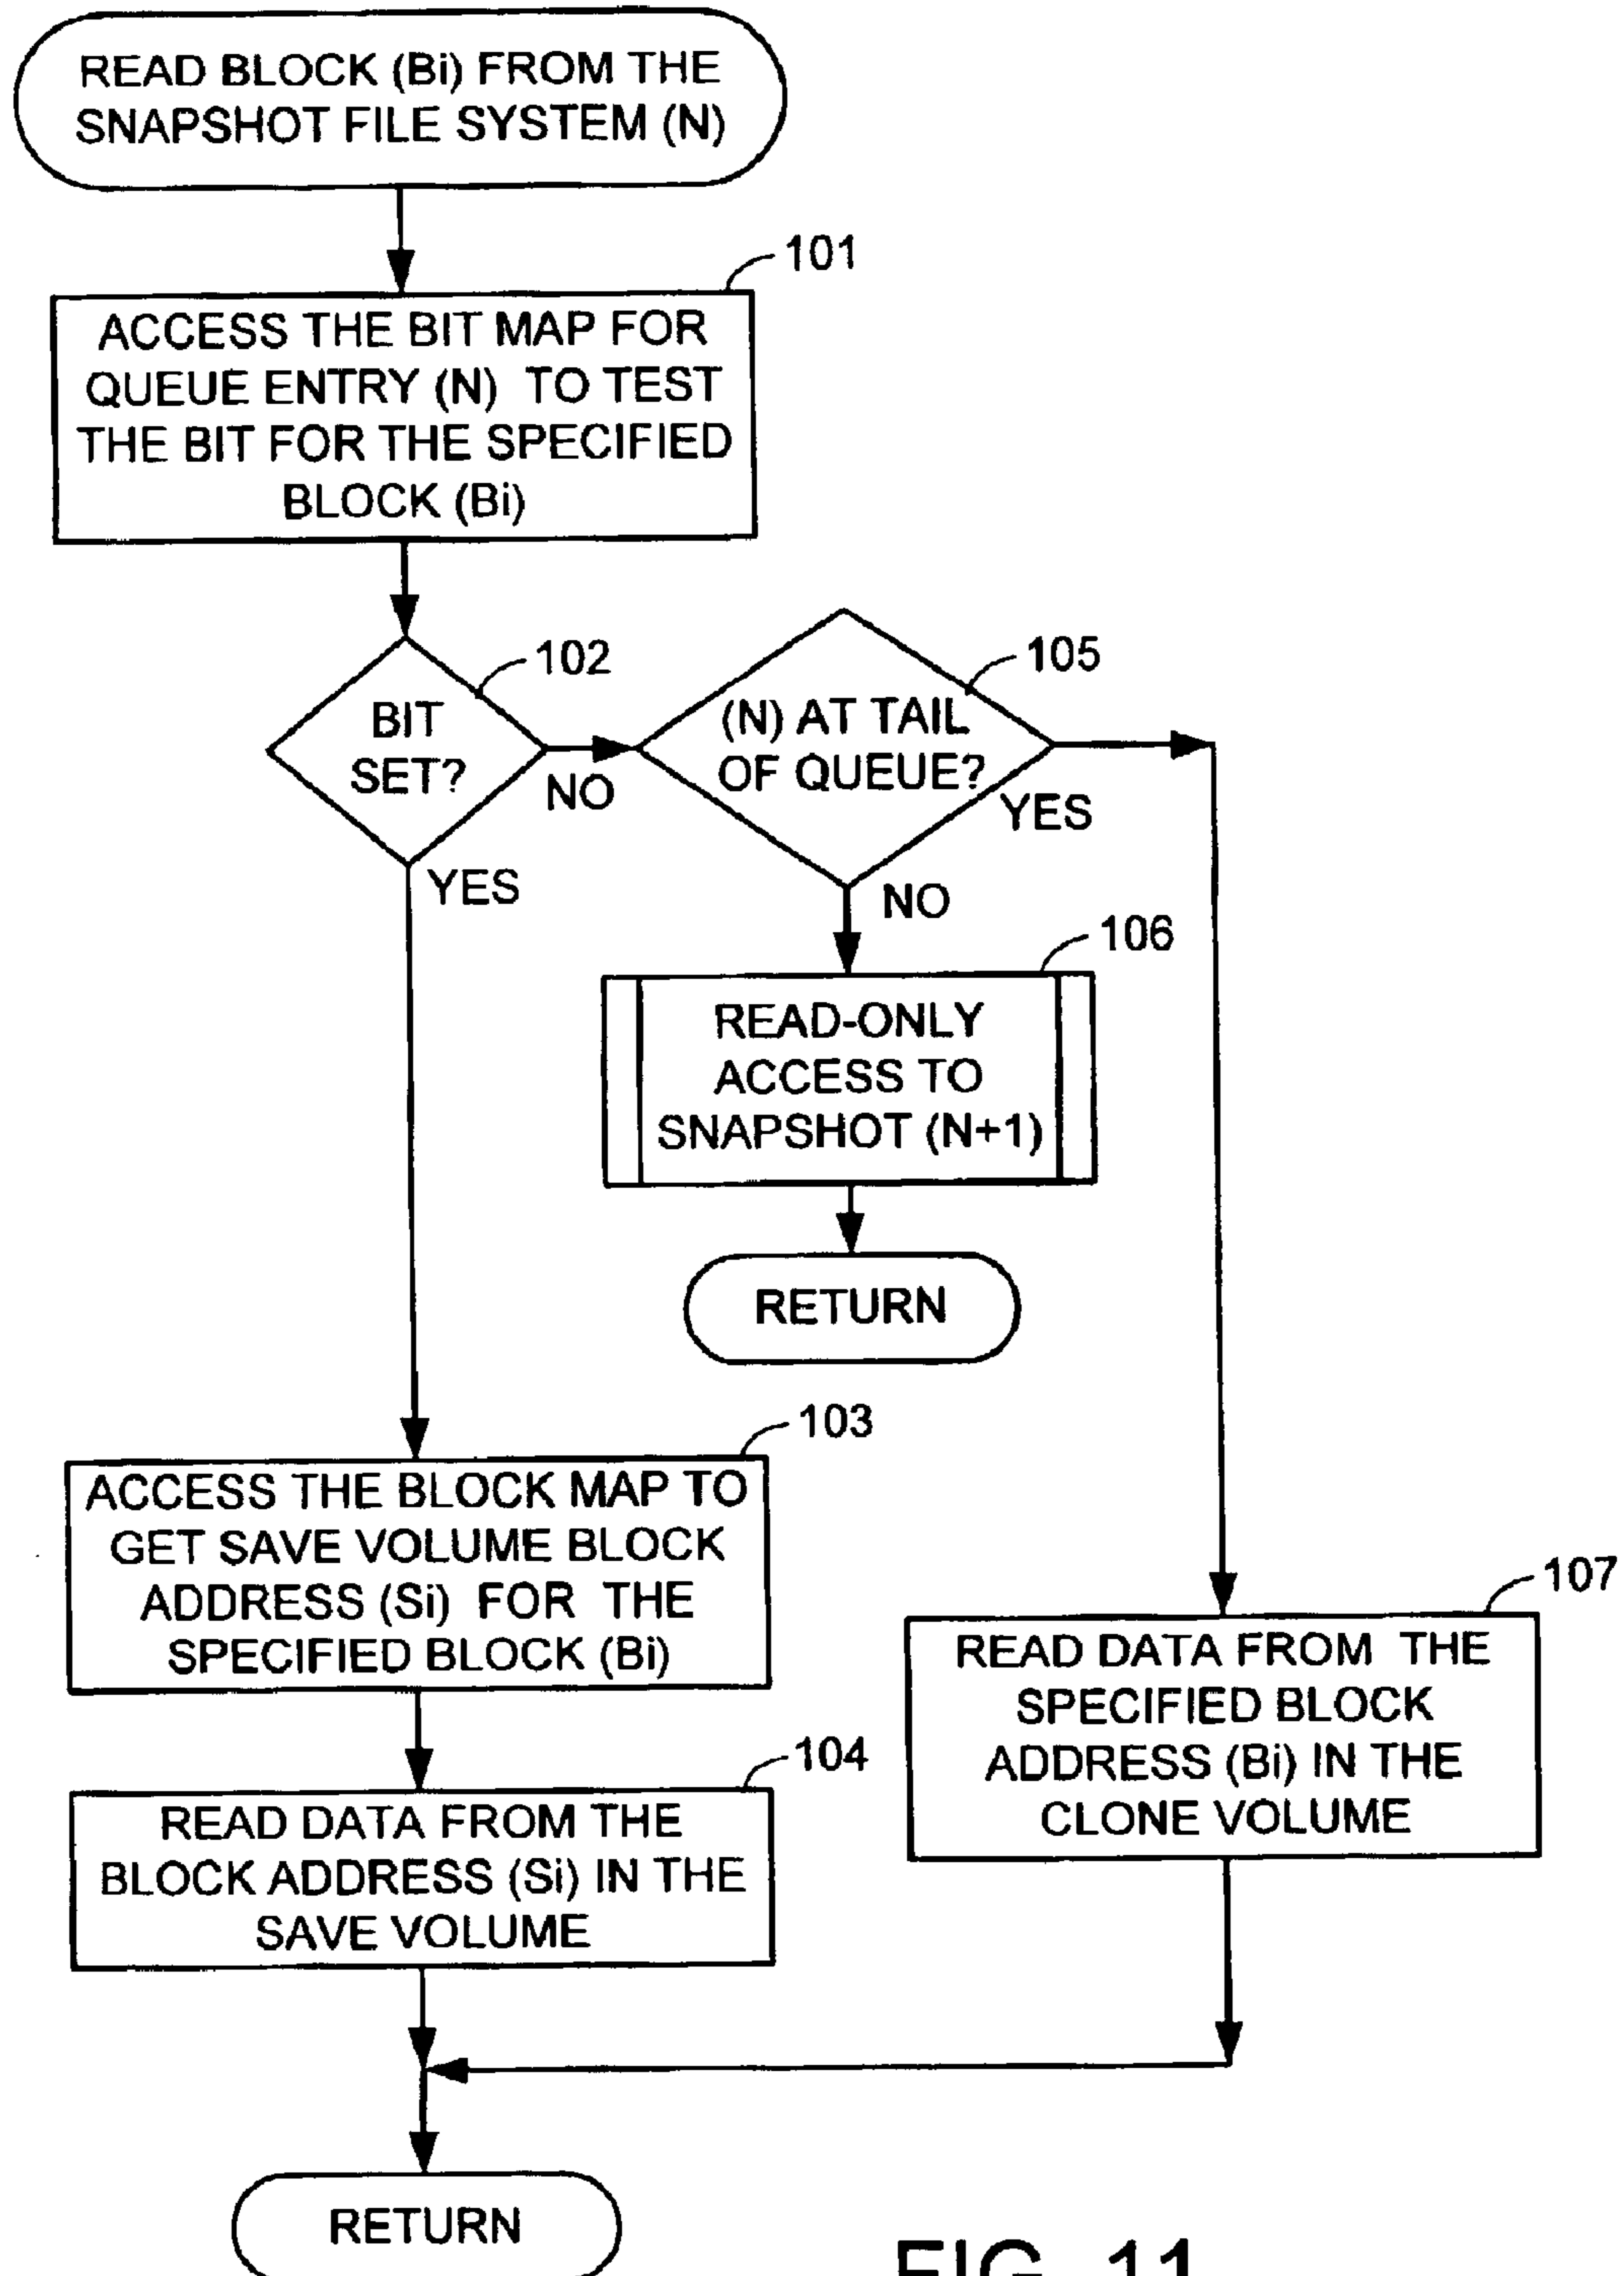 READ BLOCK (Bi) FROM THE
SNAPSHOT FILE SYSTEM (N)
101
ACCESS THE BIT MAP FOR
QUEUE ENTRY (N) TO TEST
THE BIT FOR THE SPECIFIED
BLOCK (Bi)
102
BIT
SET?
NO
YES
105
(N) AT TAIL
OF QUEUE?
YES
NO
106
READ-ONLY
ACCESS TO
SNAPSHOT (N+1)
RETURN
103
ACCESS THE BLOCK MAP TO
GET SAVE VOLUME BLOCK
ADDRESS (Si) FOR THE
SPECIFIED BLOCK (Bi)
104
READ DATA FROM THE
BLOCK ADDRESS (Si) IN THE
SAVE VOLUME
107
READ DATA FROM THE
SPECIFIED BLOCK
ADDRESS (Bi) IN THE
CLONE VOLUME
RETURN
FIG. 11